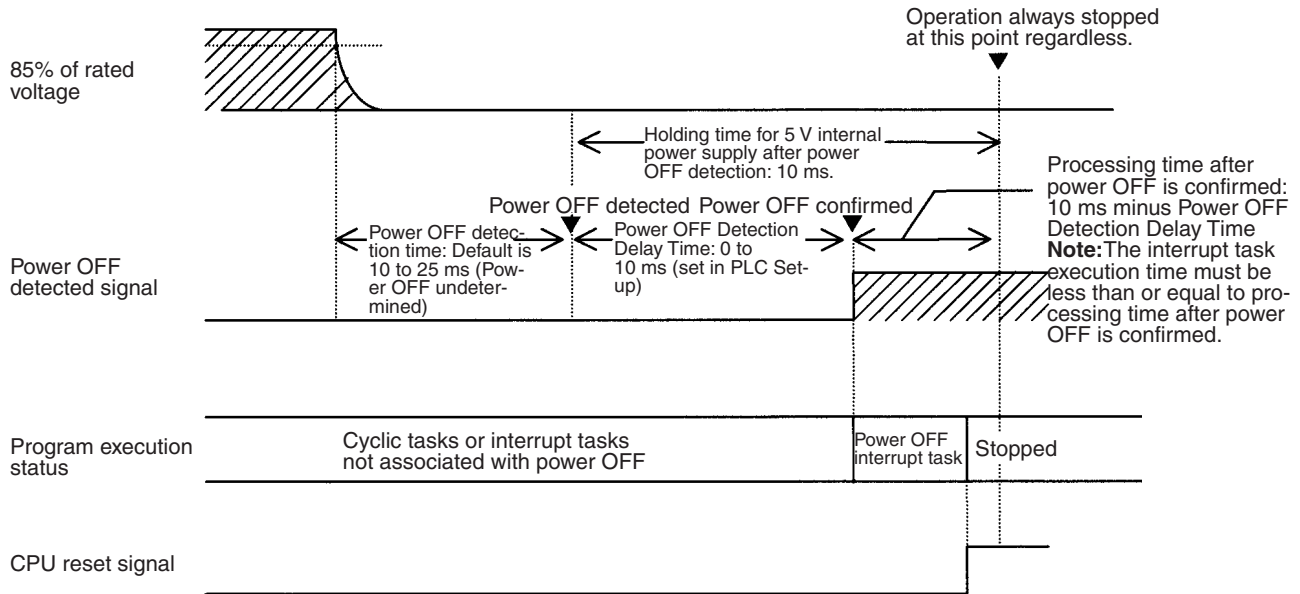 Operation always stopped
at this point regardless.
85% of rated
voltage
Holding time for 5 V internal
power supply after power
OFF detection: 10 ms.
Processing time after
power OFF is confirmed:
10 ms minus Power OFF
Detection Delay Time
Note:The interrupt task
execution time must be
less than or equal to pro-
cessing time after power
OFF is confirmed.
Power OFF detected Power OFF confirmed
Power OFF detec-
tion time: Default is
10 to 25 ms (Pow-
er OFF undeter-
mined)
Power OFF Detection
Delay Time: 0 to
10 ms (set in PLC Set-
up)
Power OFF
detected signal
Program execution
status
Cyclic tasks or interrupt tasks
not associated with power OFF
Power OFF
interrupt task
Stopped
CPU reset signal